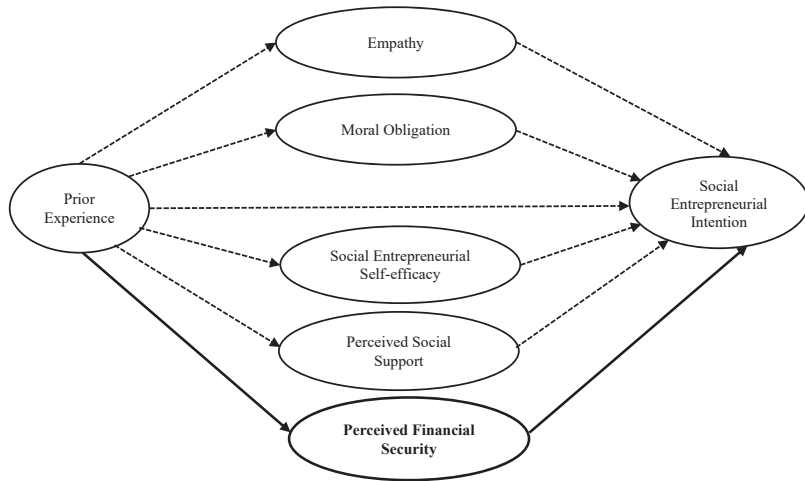 Empathy
Moral Obligation
Prior
Experience
Social
Entrepreneurial
Intention
Social Entrepreneurial
Self-efficacy
Perceived Social
Support
Perceived Financial
Security